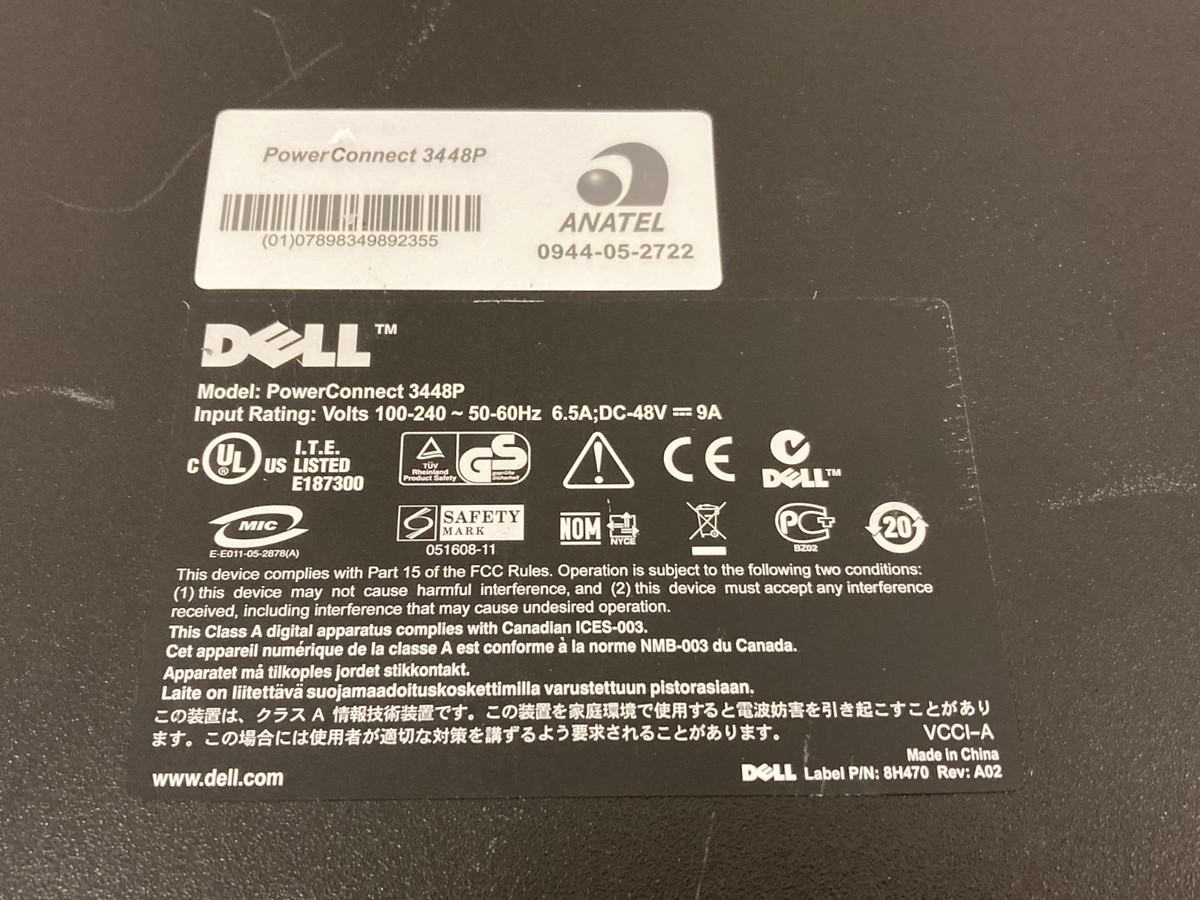 PowerConnect 3448P
(01)07898349892355
ANATEL
0944-05-2722
DELL™
Model: PowerConnect 3448P
Input Rating: Volts 100-240 ~ 50-60Hz 6.5A;DC-48V ⎓ 9A
C UL ® US I.T.E. LISTED E187300
TÜV Rheinland Product Safety GS geprüfte Sicherheit
CE
DELL™
MIC
E-E011-05-2878(A)
SAFETY MARK
051608-11
NOM NYCE
PCT
BZ02
20
This device complies with Part 15 of the FCC Rules. Operation is subject to the following two conditions:
(1) this device may not cause harmful interference, and (2) this device must accept any interference
received, including interference that may cause undesired operation.
This Class A digital apparatus complies with Canadian ICES-003.
Cet appareil numérique de la classe A est conforme à la norme NMB-003 du Canada.
Apparatet må tilkoples jordet stikkontakt.
Laite on liitettävä suojamaadoituskoskettimilla varustettuun pistorasiaan.
この装置は、クラス A 情報技術装置です。この装置を家庭環境で使用すると電波妨害を引き起こすことがあり
ます。この場合には使用者が適切な対策を講ずるよう要求されることがあります。 VCCI-A
Made in China
www.dell.com
DELL Label P/N: 8H470 Rev: A02